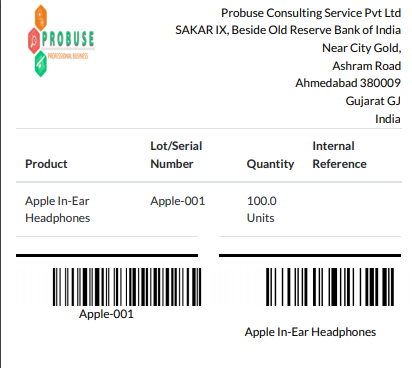 PROBUSE
PROFESSIONAL BUSINESS
Probuse Consulting Service Pvt Ltd
SAKAR IX, Beside Old Reserve Bank of India
Near City Gold,
Ashram Road
Ahmedabad 380009
Gujarat GJ
India
Product Lot/Serial Number Quantity Internal Reference
Apple In-Ear Headphones Apple-001 100.0 Units
Apple-001
Apple In-Ear Headphones